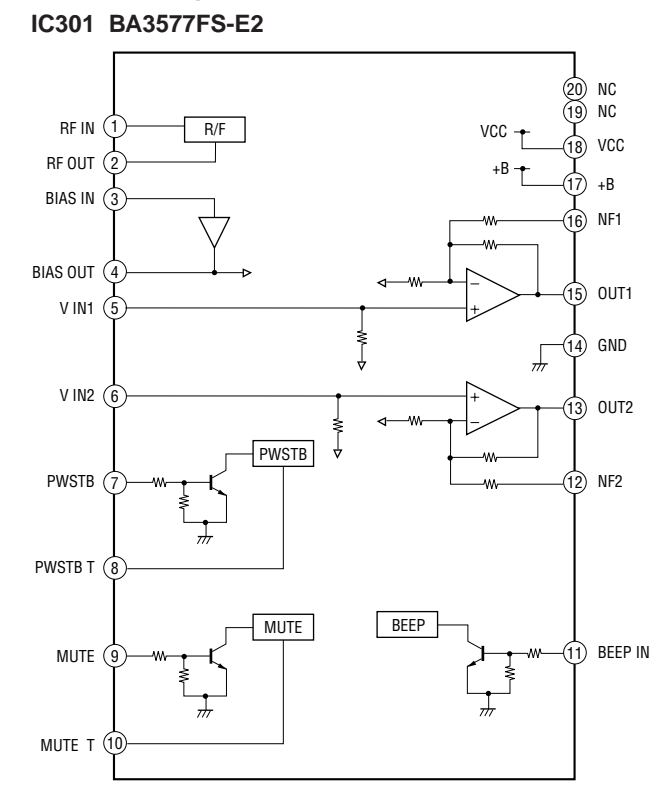 IC301 BA3577FS-E2
RF IN 1
R/F
RF OUT 2
BIAS IN 3
BIAS OUT 4
V IN1 5
V IN2 6
PWSTB 7
PWSTB
PWSTB T 8
MUTE 9
MUTE
MUTE T 10
20 NC
19 NC
VCC
18 VCC
+B
17 +B
16 NF1
−
+
15 OUT1
14 GND
+
−
13 OUT2
12 NF2
BEEP
11 BEEP IN